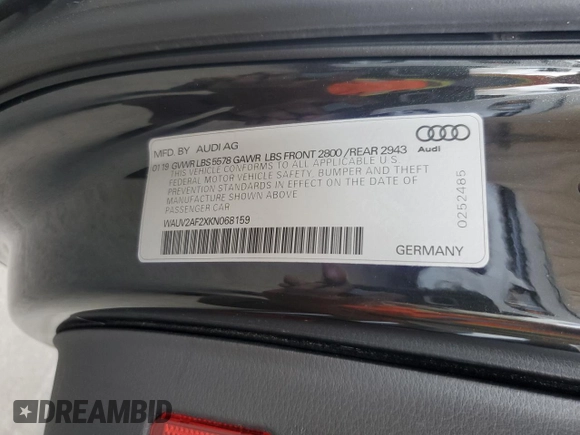 MFD. BY AUDI AG
01 19 GVWR LBS 5578 GAWR LBS FRONT 2800 /REAR 2943
THIS VEHICLE CONFORMS TO ALL APPLICABLE U S
FEDERAL MOTOR VEHICLE SAFETY, BUMPER AND THEFT
PREVENTION STANDARDS IN EFFECT ON THE DATE OF
MANUFACTURE SHOWN ABOVE.
PASSENGER CAR
WAUV2AF2XKN068159
Audi
0252485
GERMANY
DREAMBID